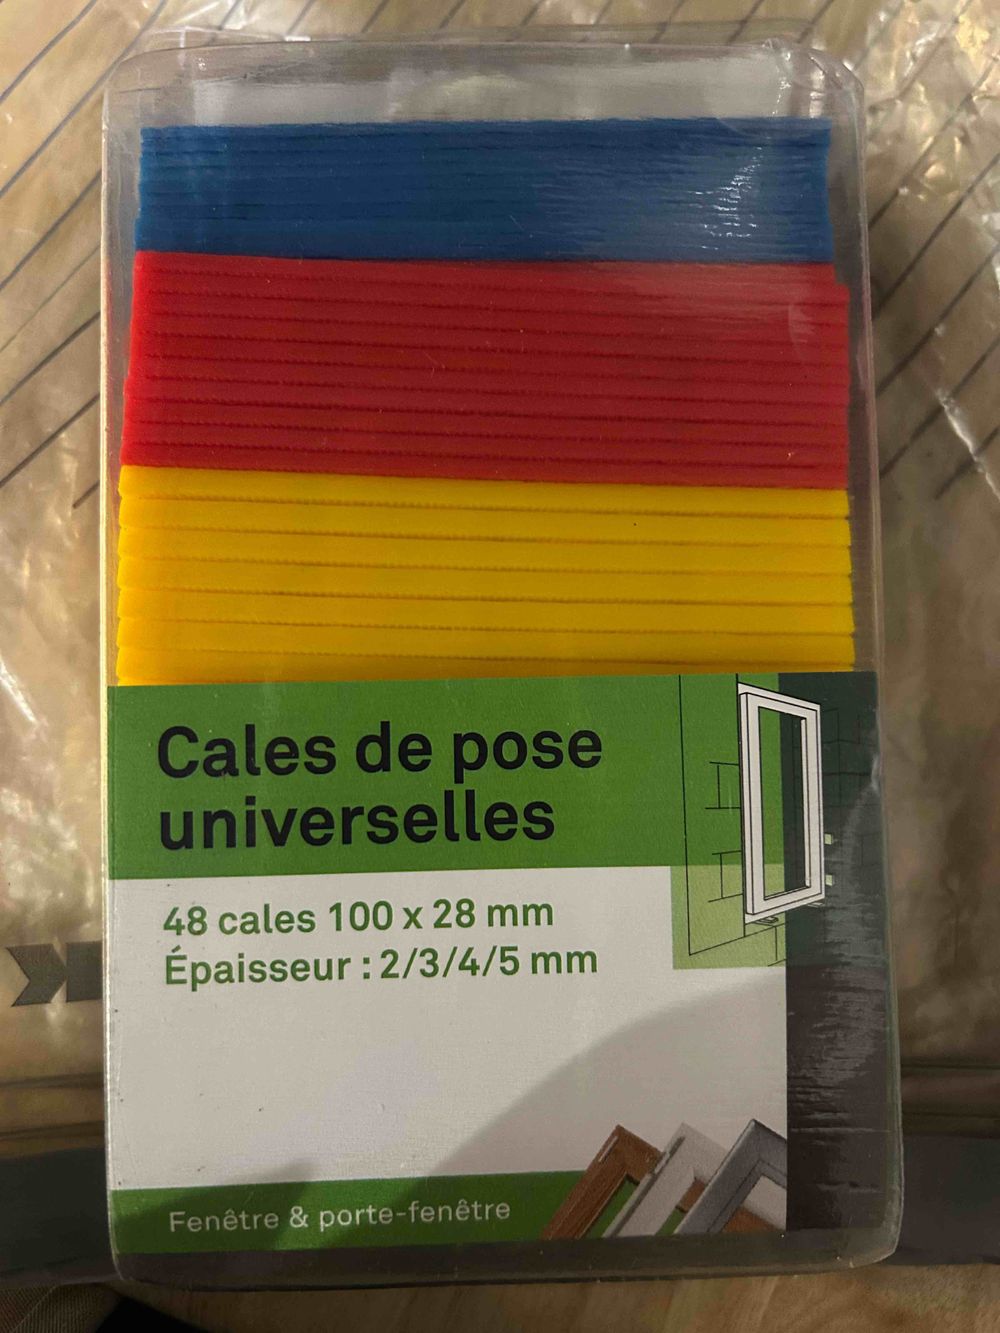 Cales de pose
universelles
48 cales 100 x 28 mm
Épaisseur : 2/3/4/5 mm
Fenêtre & porte-fenêtre